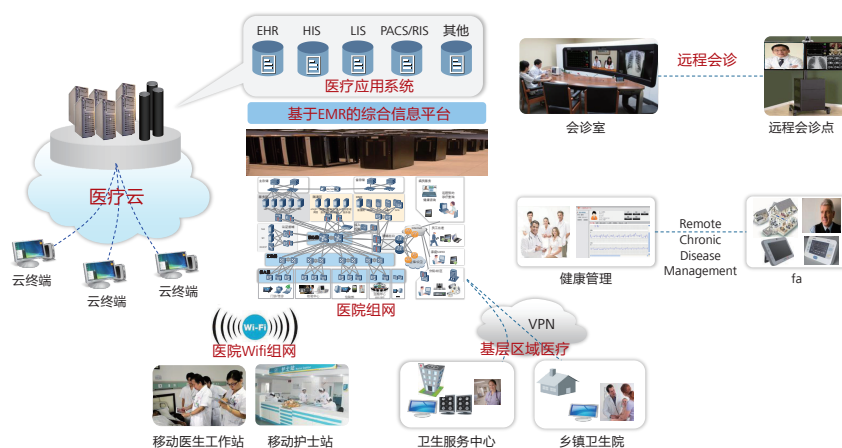 EHR
HIS
LIS
PACS/RIS
其他
医疗应用系统
基于EMR的综合信息平台
医疗云
云终端
云终端
云终端
医院组网
Wi-Fi
医院Wifi组网
移动医生工作站
移动护士站
VPN
基层区域医疗
卫生服务中心
乡镇卫生院
远程会诊
会诊室
远程会诊点
健康管理
Remote
Chronic
Disease
Management
fa